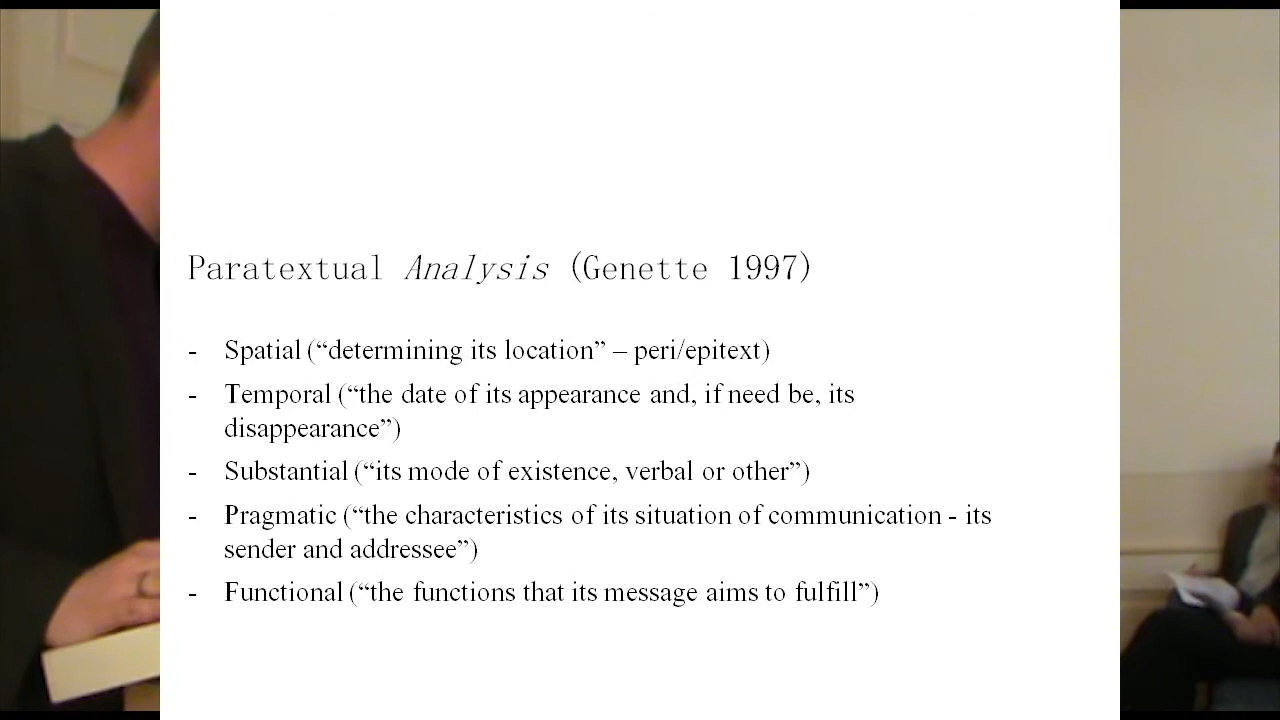 Paratextual Analysis (Genette 1997)
- Spatial (“determining its location” – peri/epitext)
- Temporal (“the date of its appearance and, if need be, its
disappearance”)
- Substantial (“its mode of existence, verbal or other”)
- Pragmatic (“the characteristics of its situation of communication - its
sender and addressee”)
- Functional (“the functions that its message aims to fulfill”)